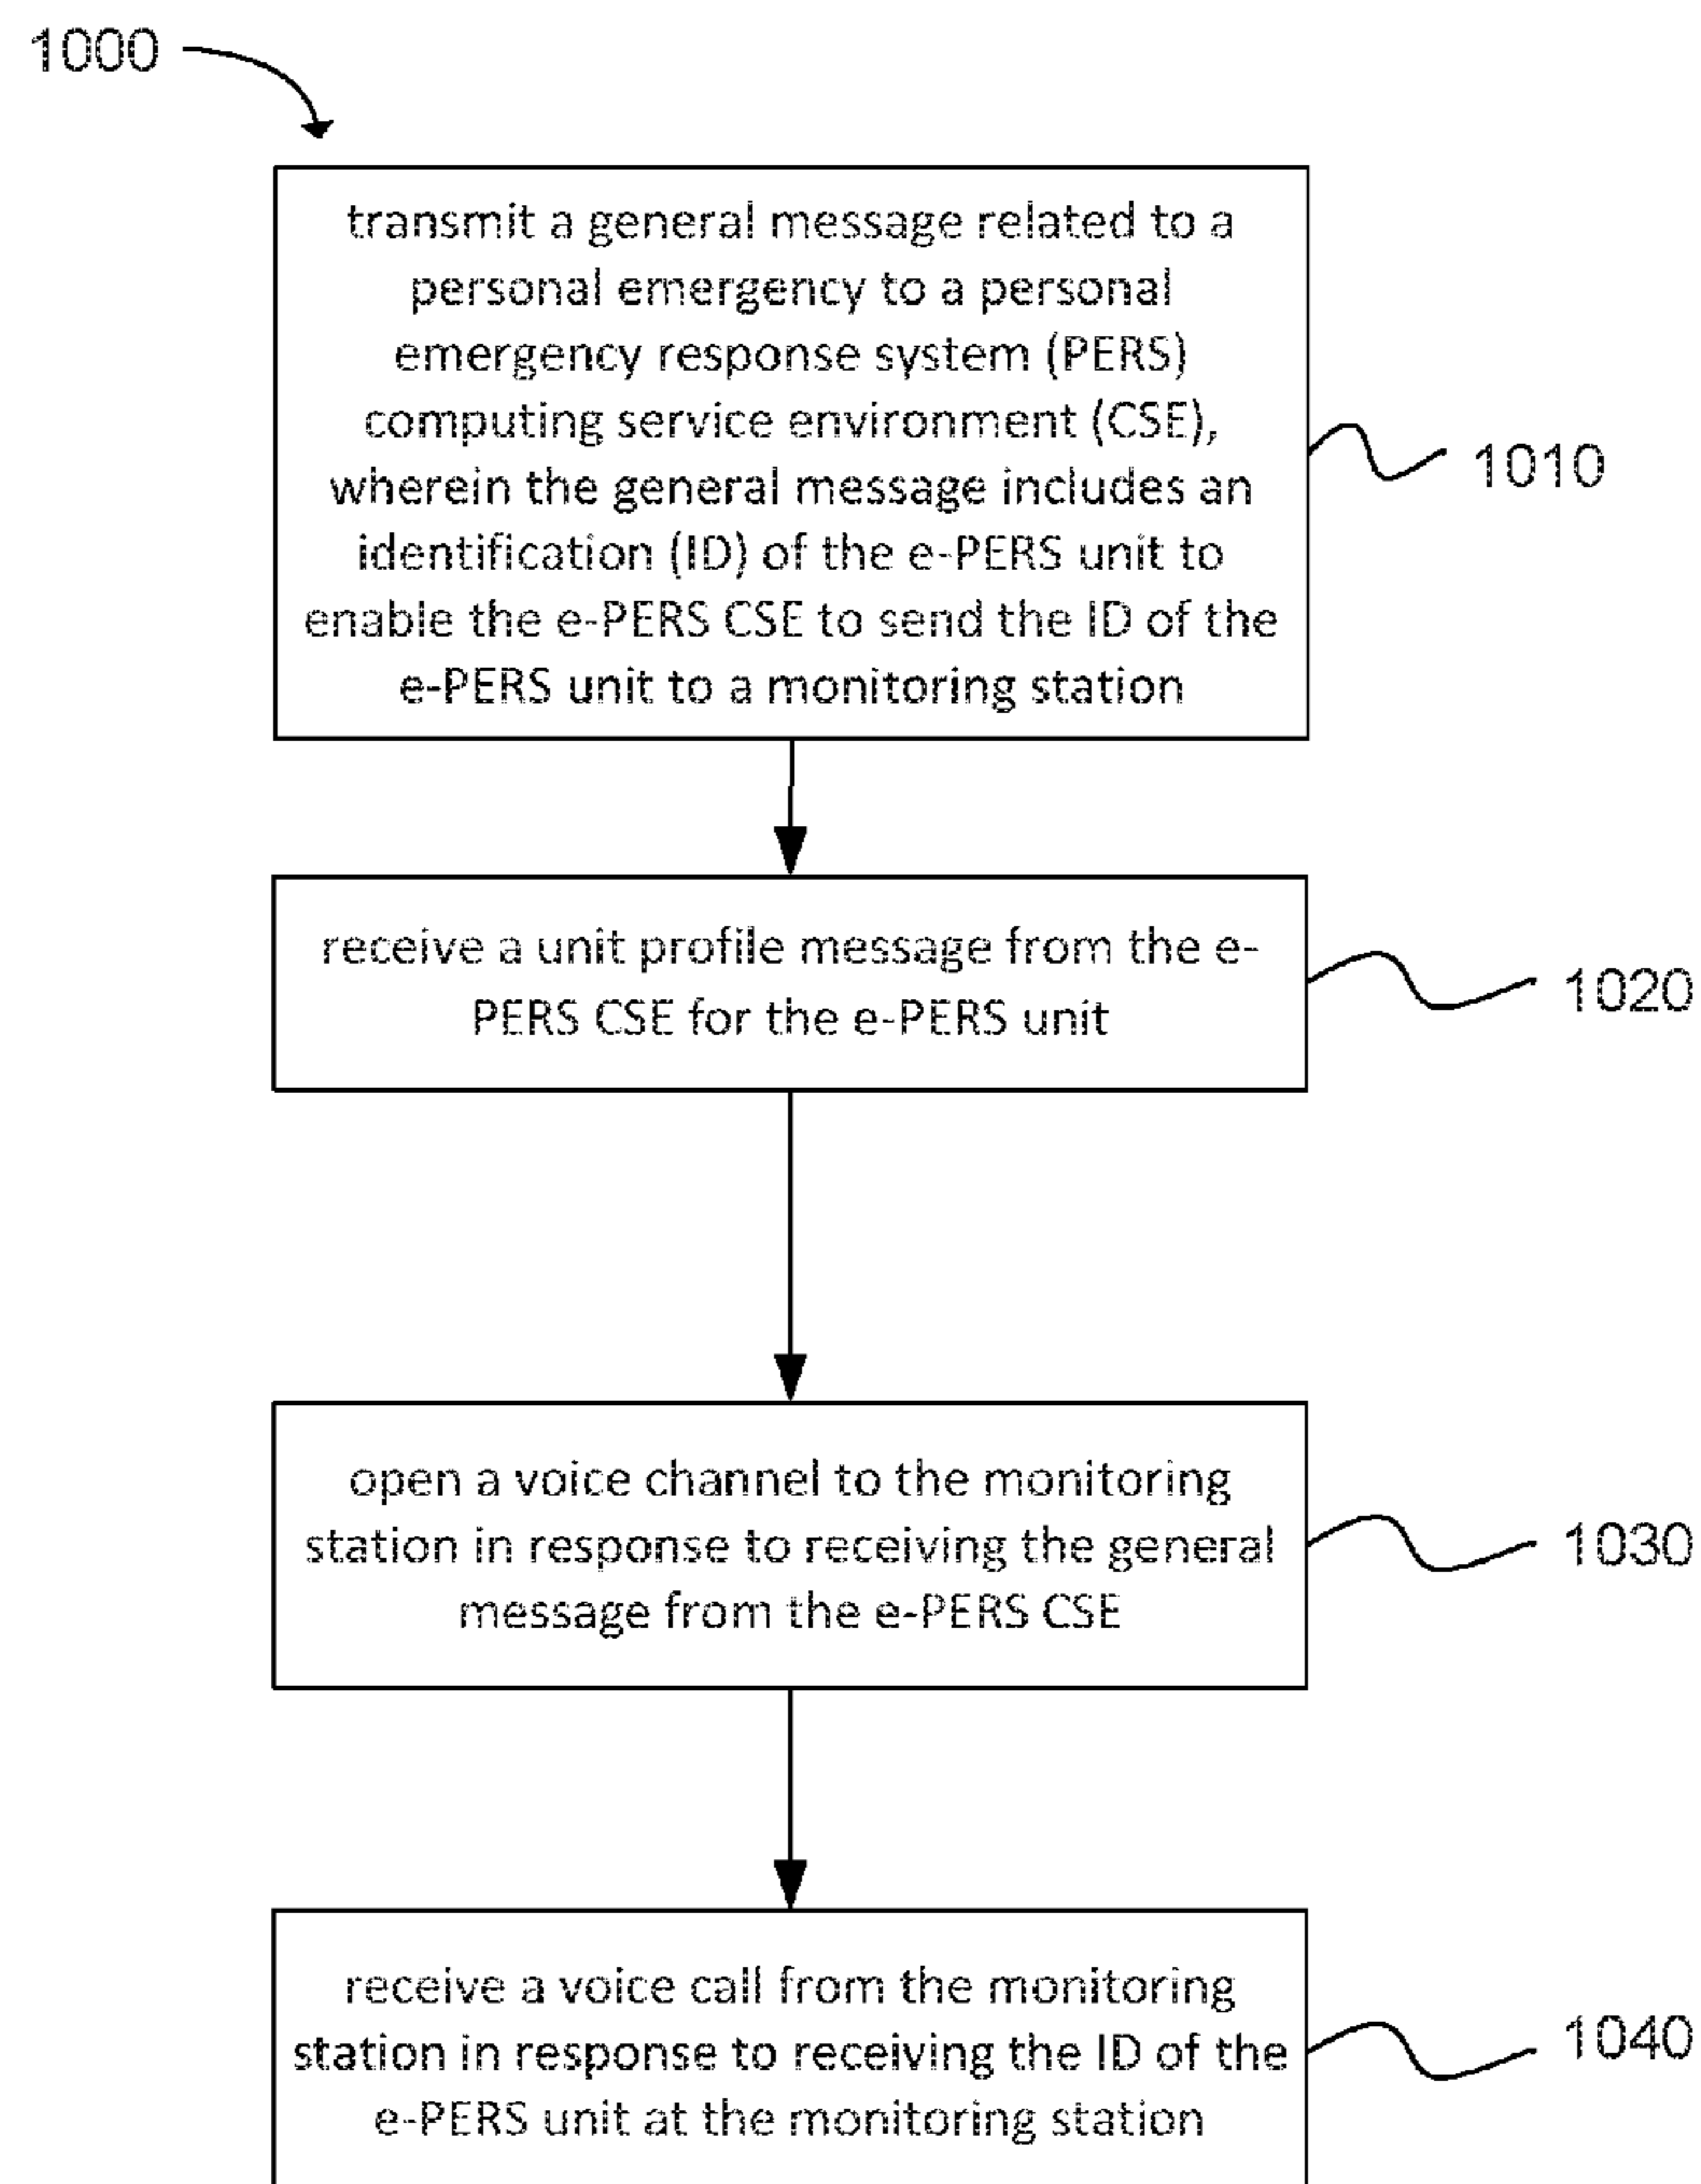 1000
transmit a general message related to a
personal emergency to a personal
emergency response system (PERS)
computing service environment (CSE),
wherein the general message includes an
identification (ID) of the e-PERS unit to
enable the e-PERS CSE to send the ID of the
e-PERS unit to a monitoring station
1010
receive a unit profile message from the e-
PERS CSE for the e-PERS unit
1020
open a voice channel to the monitoring
station in response to receiving the general
message from the e-PERS CSE
1030
receive a voice call from the monitoring
station in response to receiving the ID of the
e-PERS unit at the monitoring station
1040